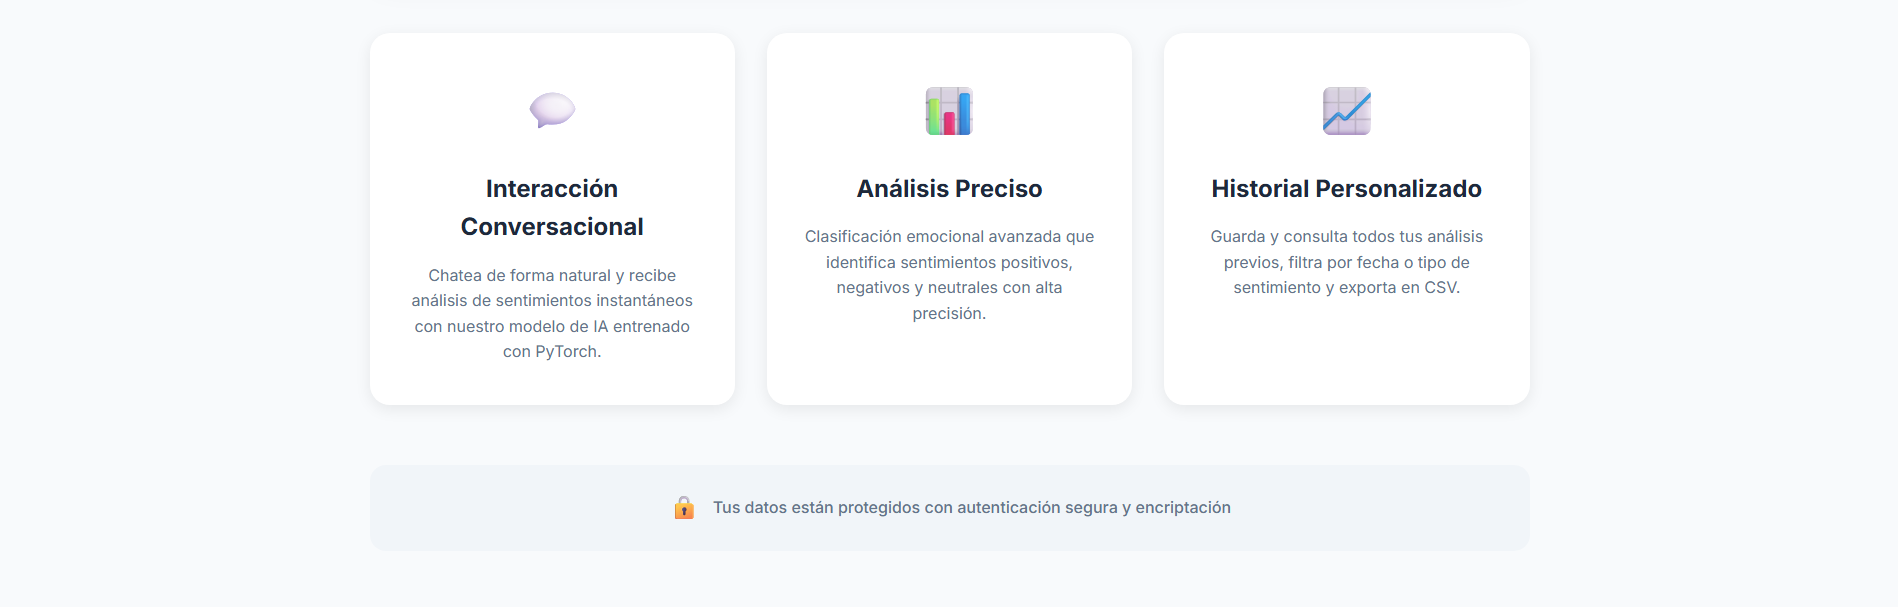 Interacción
Conversacional
Chatea de forma natural y recibe
análisis de sentimientos instantáneos
con nuestro modelo de IA entrenado
con PyTorch.
Análisis Preciso
Clasificación emocional avanzada que
identifica sentimientos positivos,
negativos y neutrales con alta
precisión.
Historial Personalizado
Guarda y consulta todos tus análisis
previos, filtra por fecha o tipo de
sentimiento y exporta en CSV.
Tus datos están protegidos con autenticación segura y encriptación